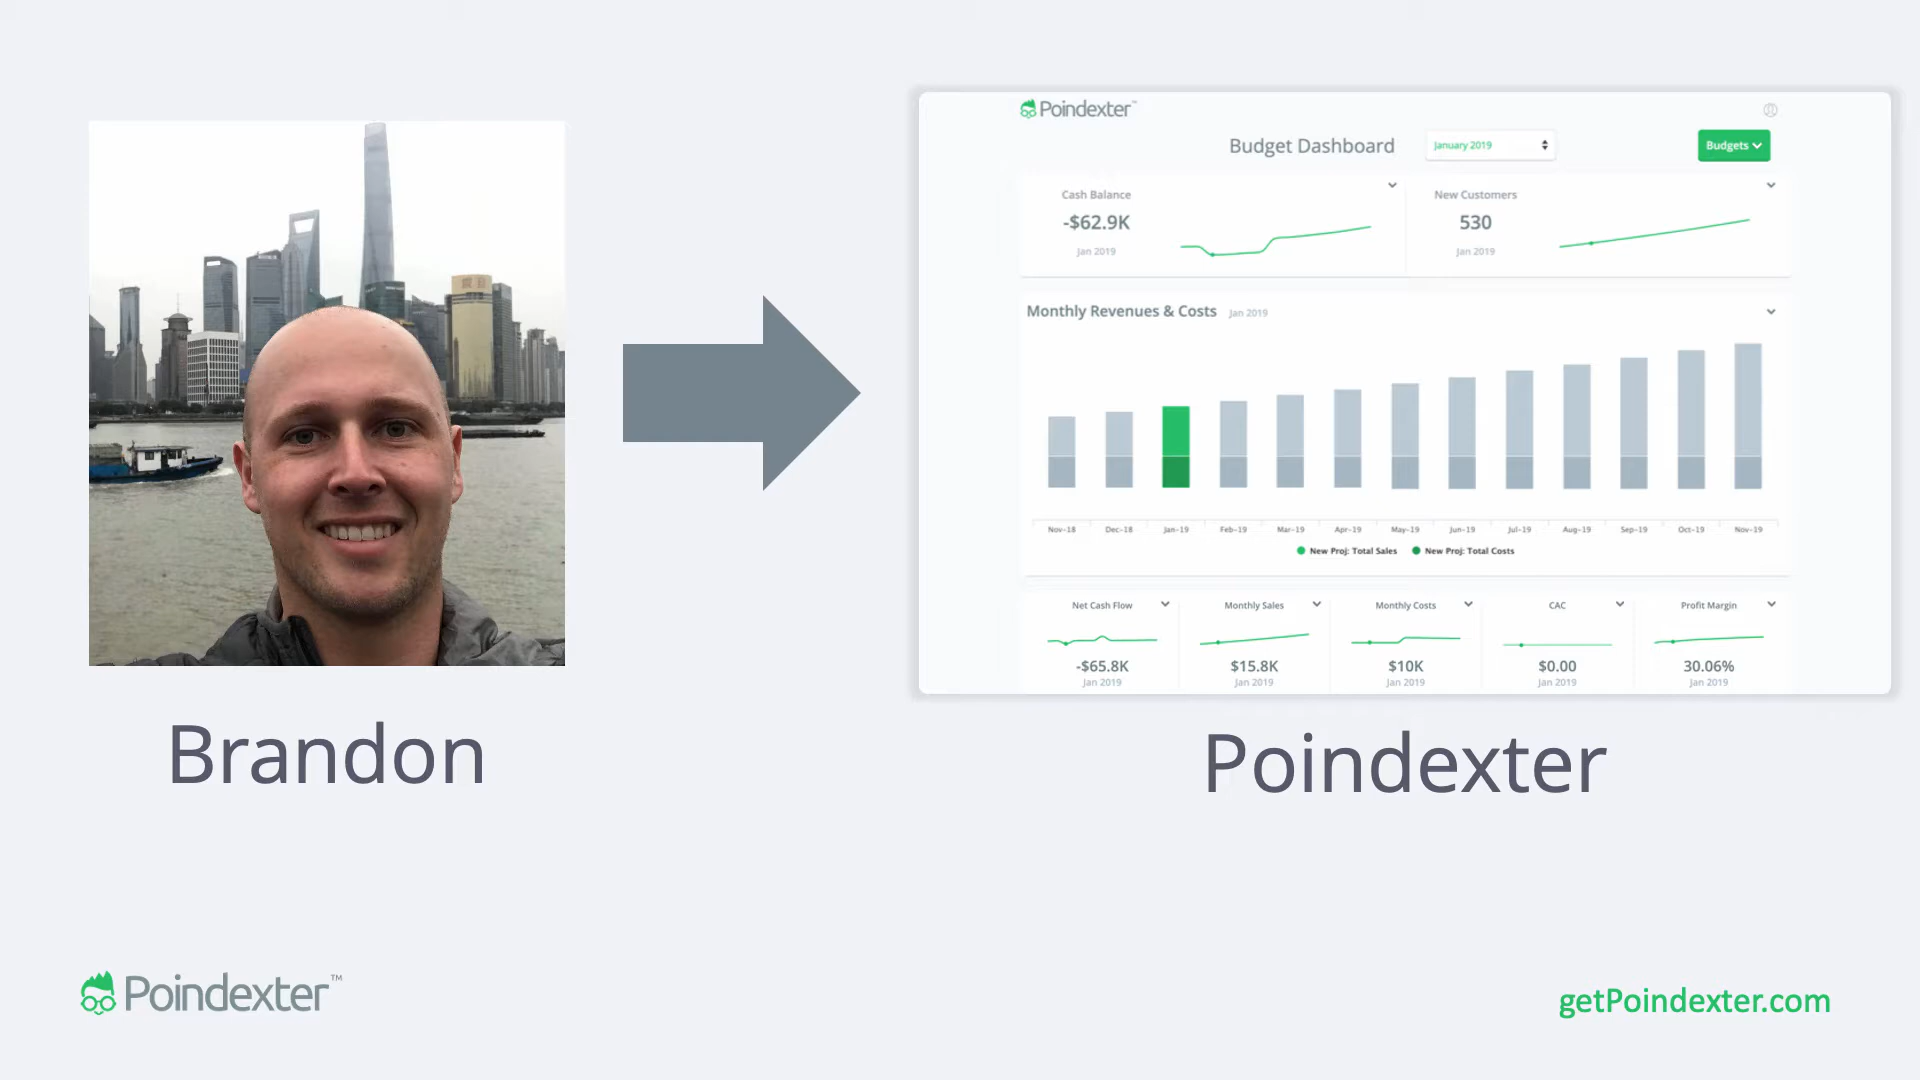 Poindexter™
Budget Dashboard
January 2019
Budgets
Cash Balance
-$62.9K
Jan 2019
New Customers
530
Jan 2019
Monthly Revenues & Costs Jan 2019
Nov-18 Dec-18 Jan-19 Feb-19 Mar-19 Apr-19 May-19 Jun-19 Jul-19 Aug-19 Sep-19 Oct-19 Nov-19
New Proj: Total Sales New Proj: Total Costs
Net Cash Flow Monthly Sales Monthly Costs CAC Profit Margin
-$65.8K $15.8K $10K $0.00 30.06%
Jan 2019 Jan 2019 Jan 2019 Jan 2019 Jan 2019
Brandon
Poindexter
Poindexter™
getPoindexter.com